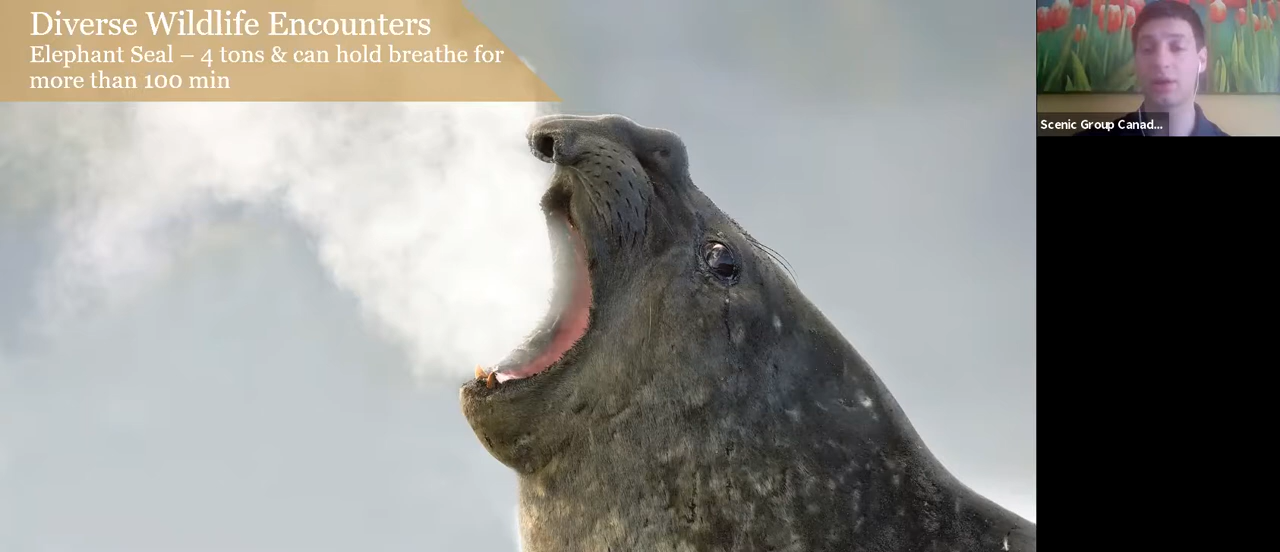 Diverse Wildlife Encounters
Elephant Seal – 4 tons & can hold breathe for
more than 100 min
Scenic Group Canad...